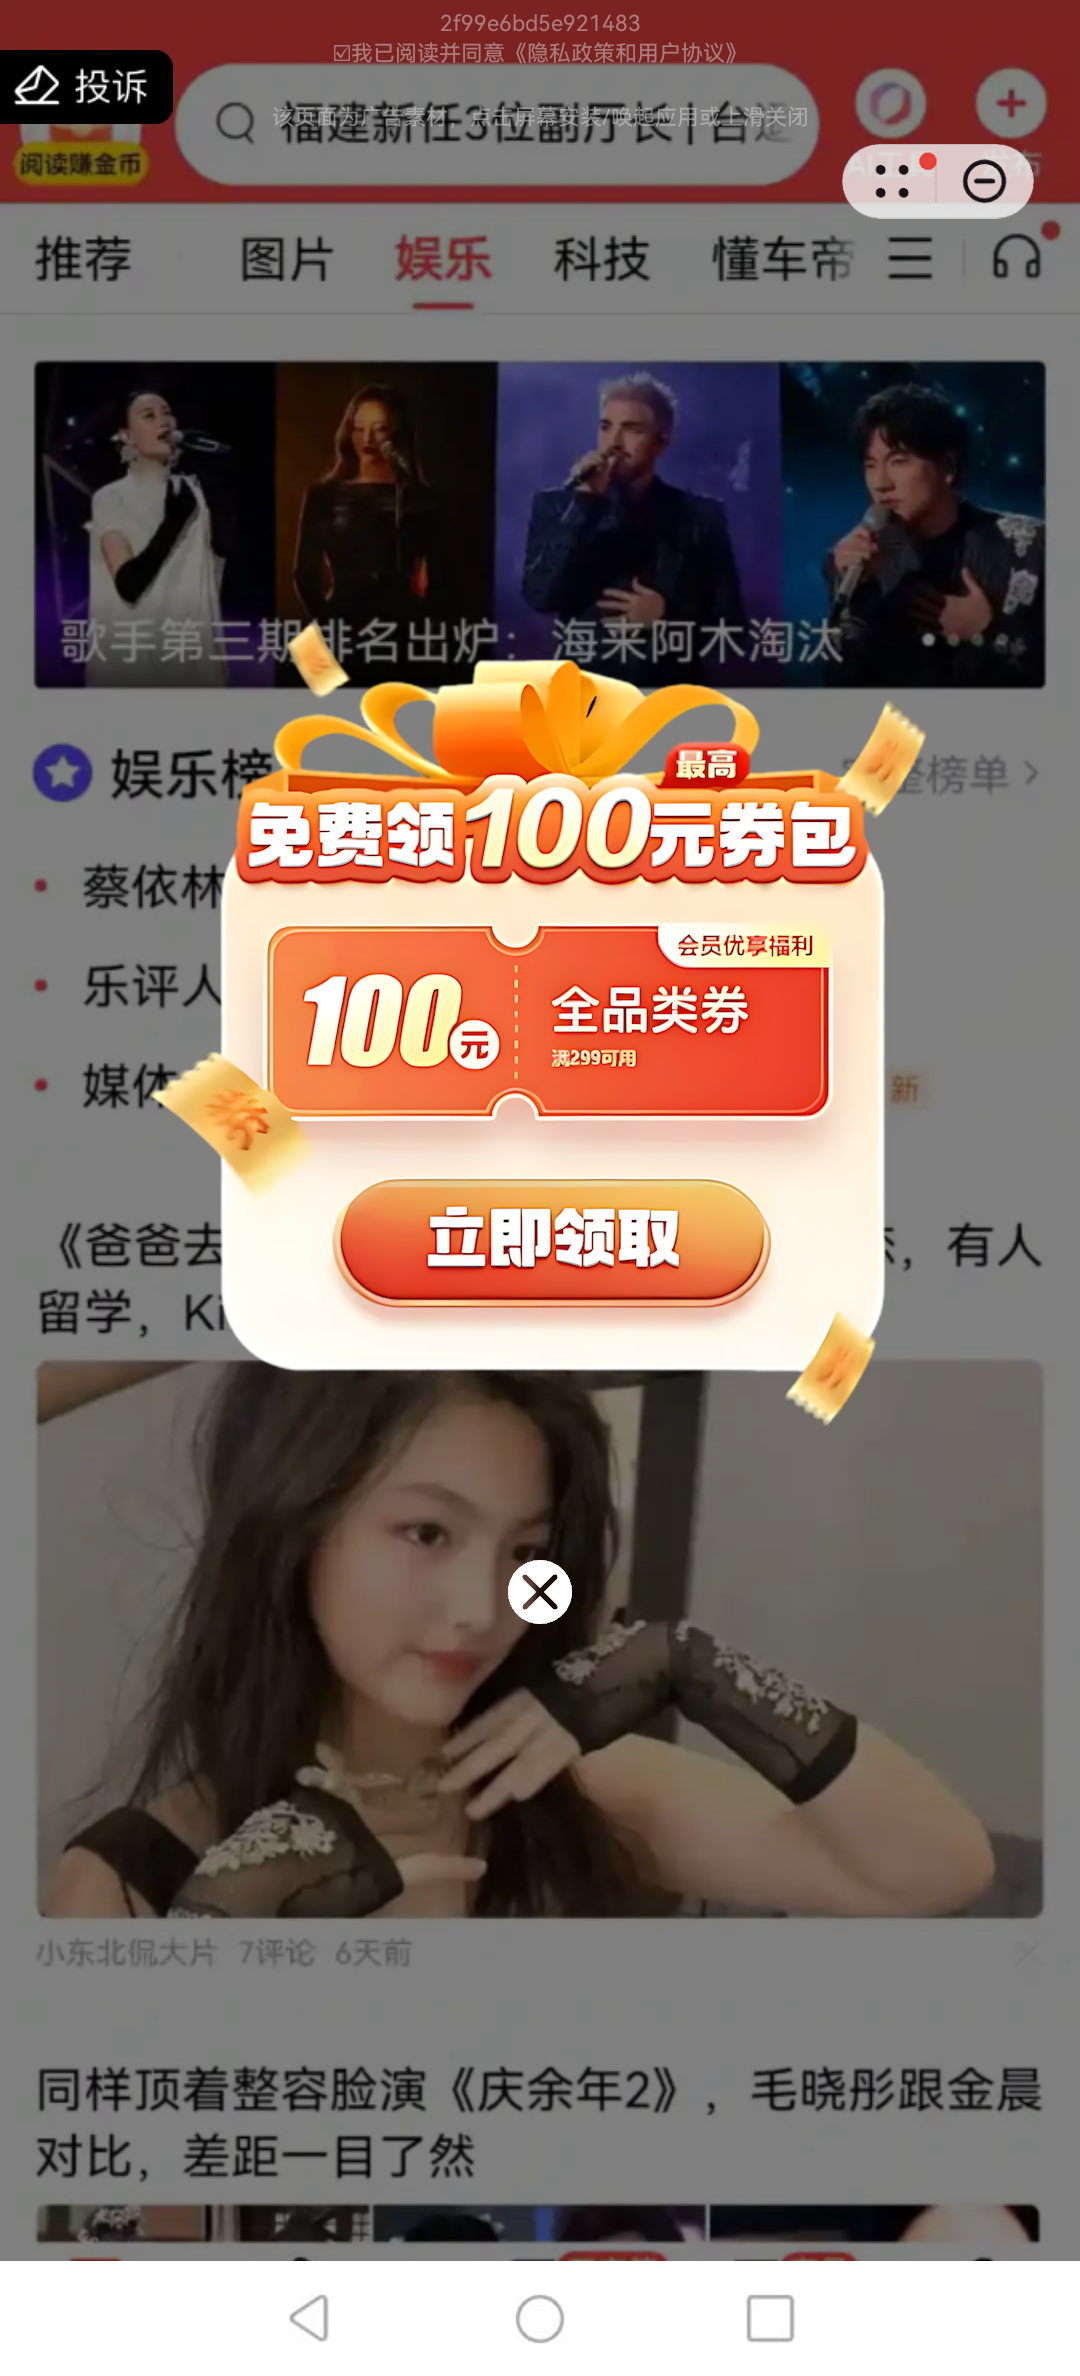 2f99e6bd5e921483
☑我已阅读并同意《隐私政策和用户协议》
投诉
福建新任3位副厅长 | 台
该页面为广告素材，点击屏幕安装/唤起应用或上滑关闭
阅读赚金币
推荐 图片 娱乐 科技 懂车帝
歌手第三期排名出炉：海来阿木淘汰
娱乐榜
整榜单
最高
免费领100元券包
蔡依林
会员优享福利
100元
全品类券
满299可用
乐评人
媒体
新
券
立即领取
《爸爸去
，有人
留学，Ki
小东北侃大片 7评论 6天前
同样顶着整容脸演《庆余年2》，毛晓彤跟金晨
对比，差距一目了然